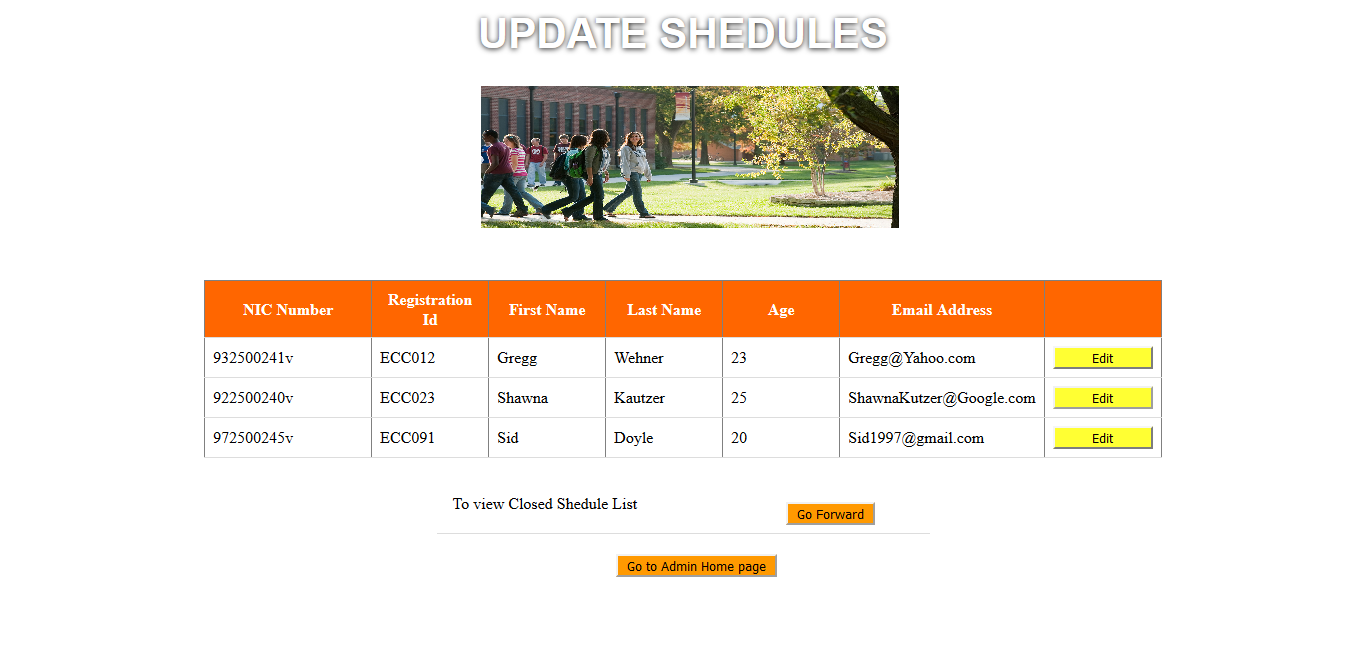 UPDATE SHEDULES
NIC Number Registration Id First Name Last Name Age Email Address
932500241v ECC012 Gregg Wehner 23 Gregg@Yahoo.com Edit
922500240v ECC023 Shawna Kautzer 25 ShawnaKutzer@Google.com Edit
972500245v ECC091 Sid Doyle 20 Sid1997@gmail.com Edit
To view Closed Shedule List Go Forward
Go to Admin Home page